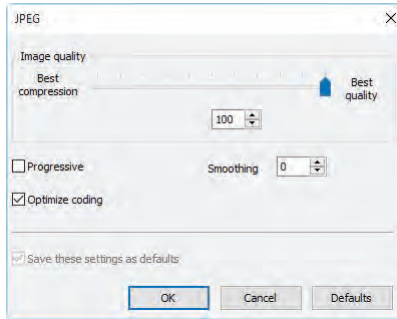 JPEG
Image quality
Best
compression
Best
quality
100
Progressive
Smoothing
0
Optimize coding
Save these settings as defaults
OK
Cancel
Defaults